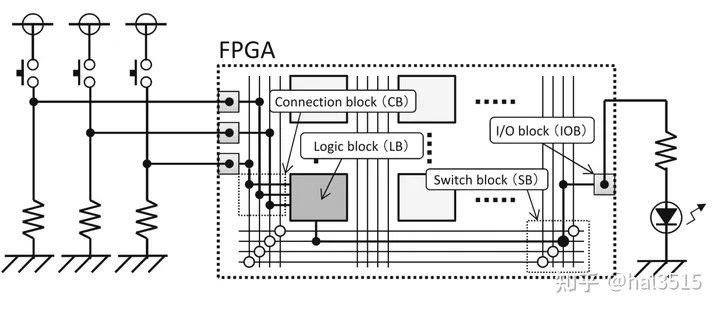 FPGA
Connection block（CB）
Logic block（LB）
I/O block（IOB）
Switch block（SB）
知乎 @hal3515